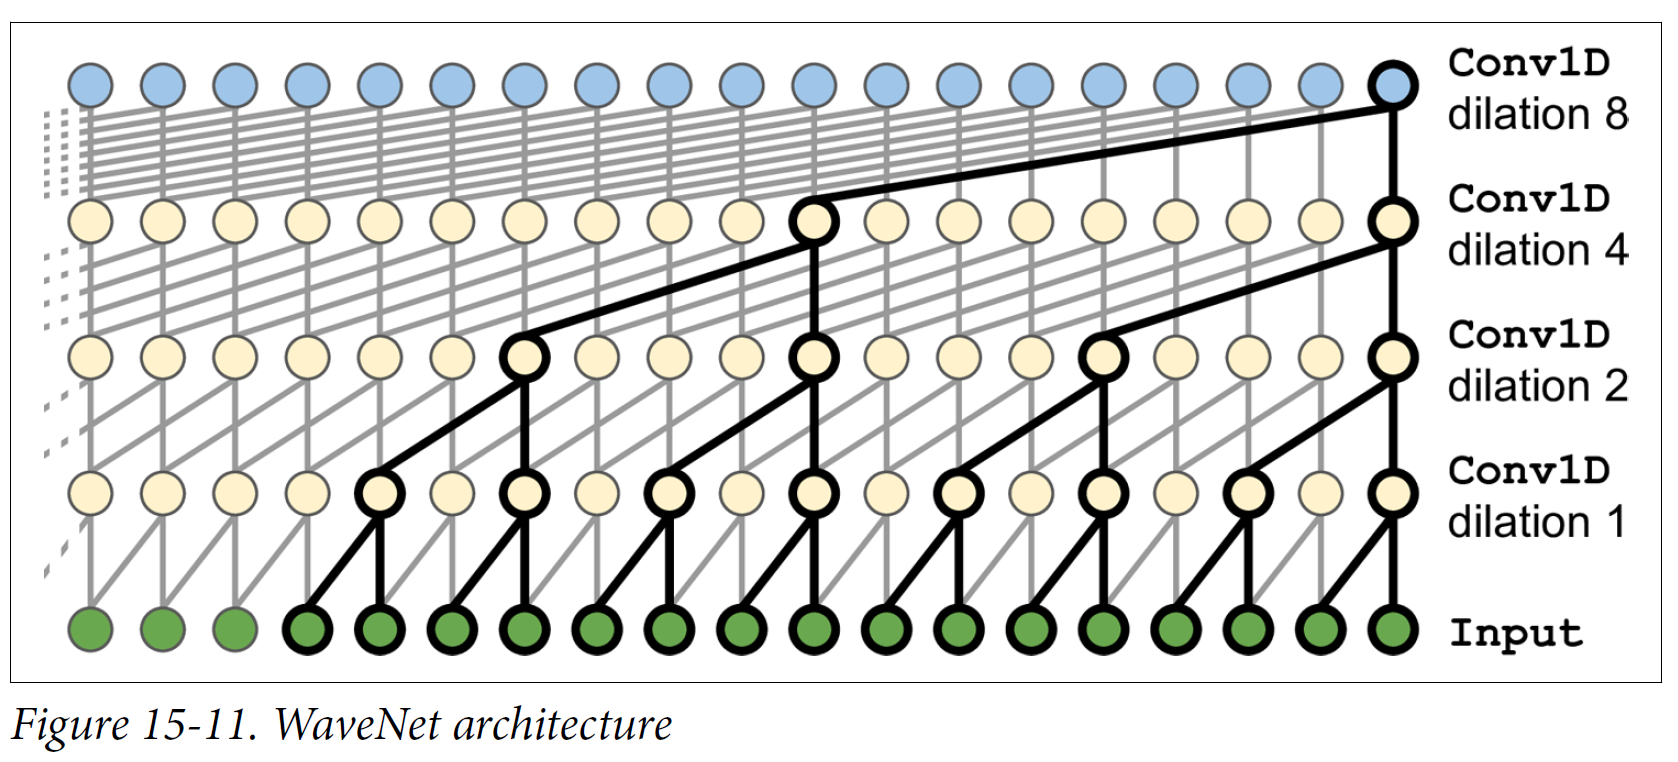 Conv1D
dilation 8
Conv1D
dilation 4
Conv1D
dilation 2
Conv1D
dilation 1
Input
Figure 15-11. WaveNet architecture